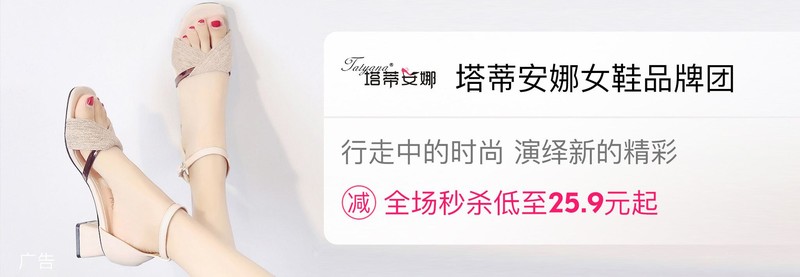 Tatyana®
塔蒂安娜
塔蒂安娜女鞋品牌团
行走中的时尚 演绎新的精彩
减 全场秒杀低至25.9元起
广告